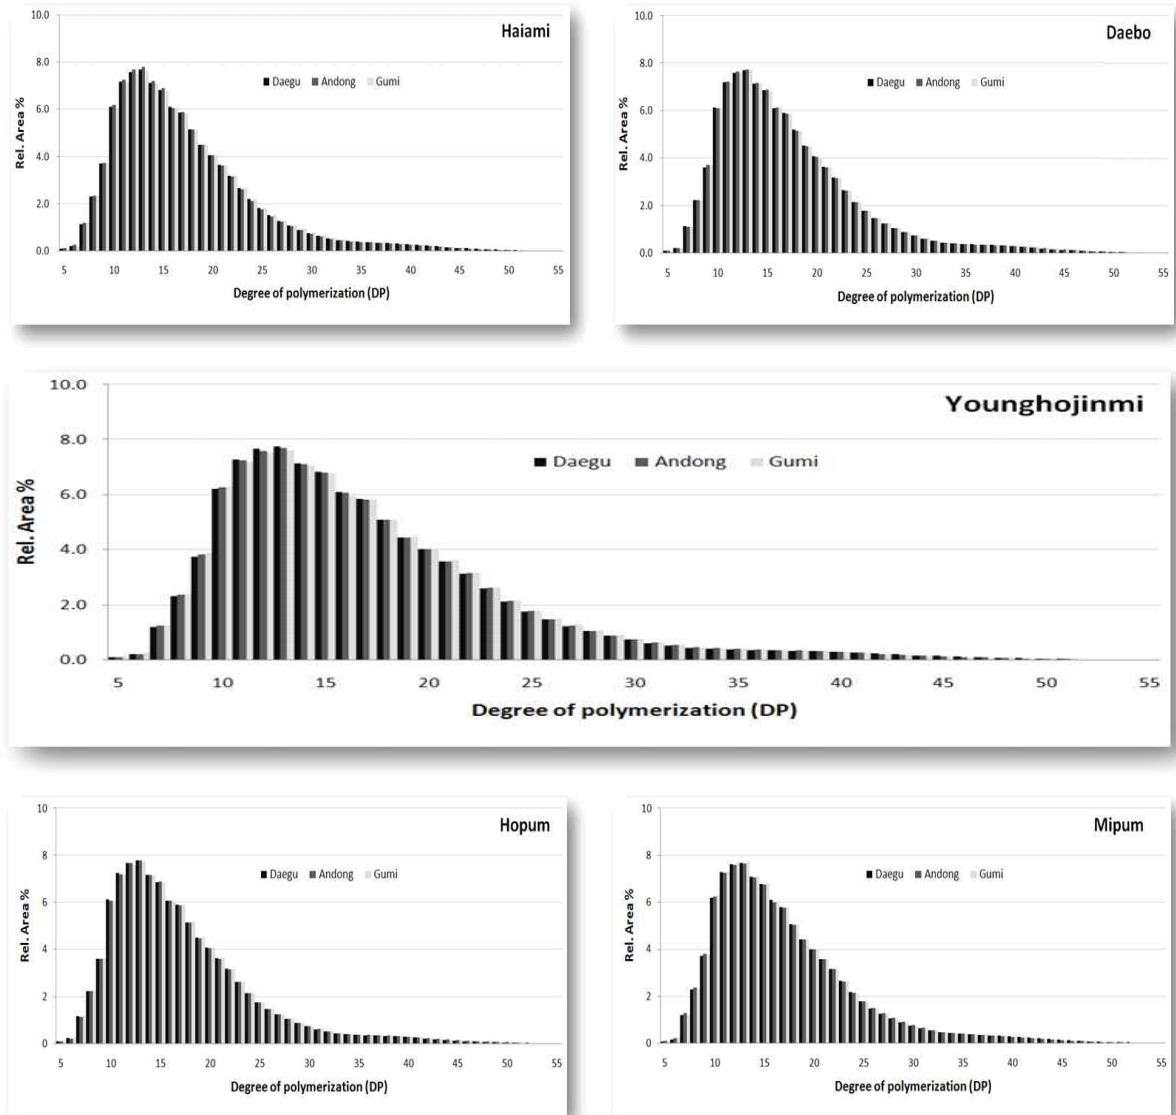 Haiami
10.0
8.0
6.0
4.0
2.0
0.0
Rel. Area %
Daegu Andong Gumi
5 10 15 20 25 30 35 40 45 50 55
Degree of polymerization (DP)
Daebo
10.0
8.0
6.0
4.0
2.0
0.0
Rel. Area %
Daegu Andong Gumi
5 10 15 20 25 30 35 40 45 50 55
Degree of polymerization (DP)
Younghojinmi
10.0
8.0
6.0
4.0
2.0
0.0
Rel. Area %
Daegu Andong Gumi
5 10 15 20 25 30 35 40 45 50 55
Degree of polymerization (DP)
Hopum
10
8
6
4
2
0
Rel. Area %
Daegu Andong Gumi
5 10 15 20 25 30 35 40 45 50 55
Degree of polymerization (DP)
Mipum
10
8
6
4
2
0
Rel. Area %
Daegu Andong Gumi
5 10 15 20 25 30 35 40 45 50 55
Degree of polymerization (DP)